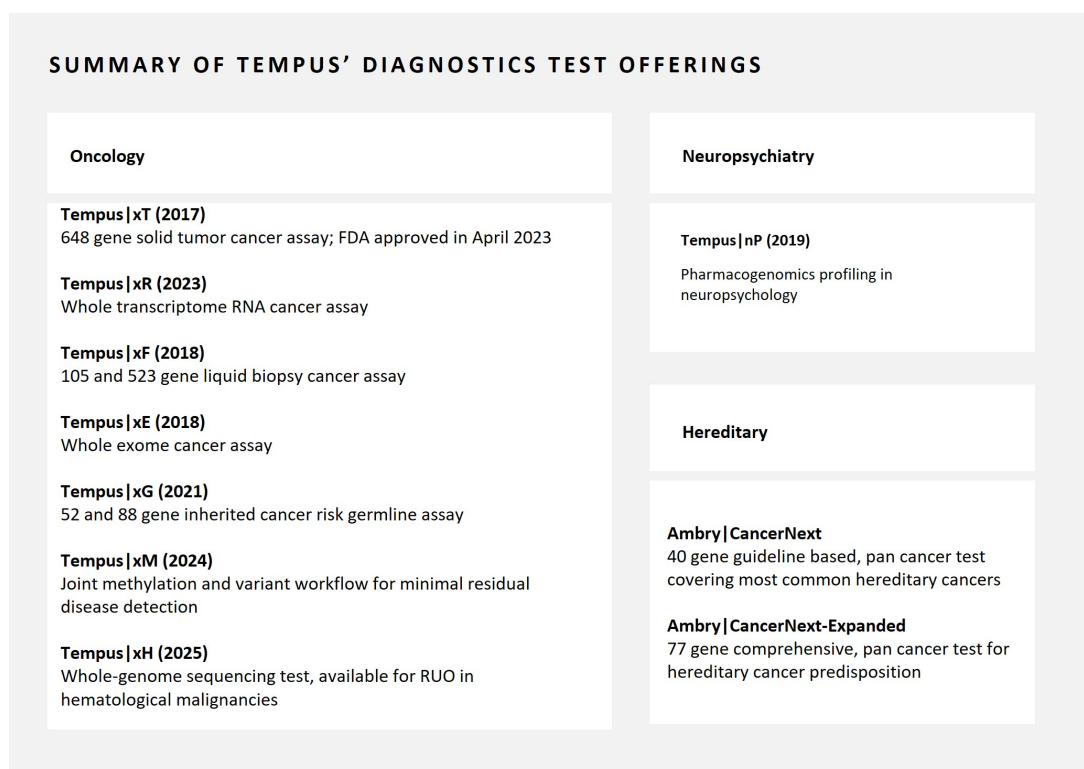 SUMMARY OF TEMPUS’ DIAGNOSTICS TEST OFFERINGS
Oncology
Tempus|xT (2017)
648 gene solid tumor cancer assay; FDA approved in April 2023
Tempus|xR (2023)
Whole transcriptome RNA cancer assay
Tempus|xF (2018)
105 and 523 gene liquid biopsy cancer assay
Tempus|xE (2018)
Whole exome cancer assay
Tempus|xG (2021)
52 and 88 gene inherited cancer risk germline assay
Tempus|xM (2024)
Joint methylation and variant workflow for minimal residual
disease detection
Tempus|xH (2025)
Whole-genome sequencing test, available for RUO in
hematological malignancies
Neuropsychiatry
Tempus|nP (2019)
Pharmacogenomics profiling in
neuropsychology
Hereditary
Ambry|CancerNext
40 gene guideline based, pan cancer test
covering most common hereditary cancers
Ambry|CancerNext-Expanded
77 gene comprehensive, pan cancer test for
hereditary cancer predisposition